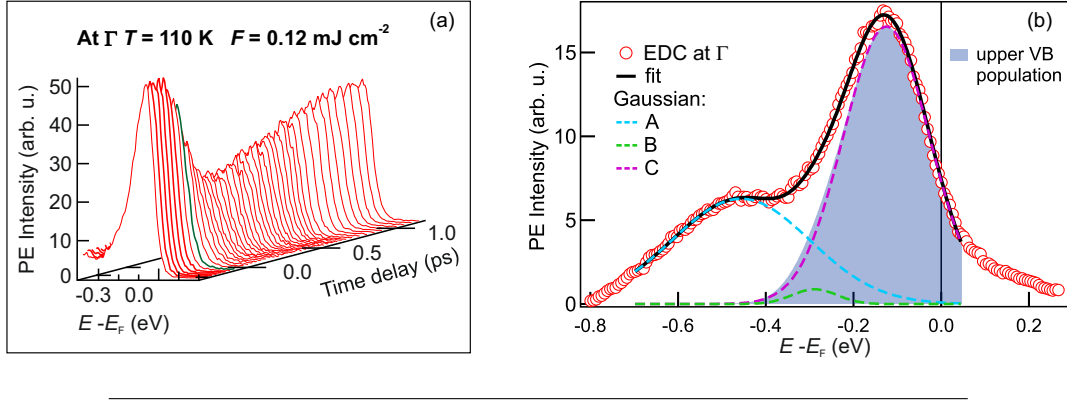 (a)
At Γ T = 110 K F = 0.12 mJ cm⁻²
PE Intensity (arb. u.)
50
40
30
20
10
0
-0.3 0.0
E -E_F (eV)
0.0
0.5
1.0
Time delay (ps)
(b)
PE Intensity (arb. u.)
15
10
5
0
EDC at Γ
fit
Gaussian:
A
B
C
upper VB
population
-0.8 -0.6 -0.4 -0.2 0.0 0.2
E -E_F (eV)